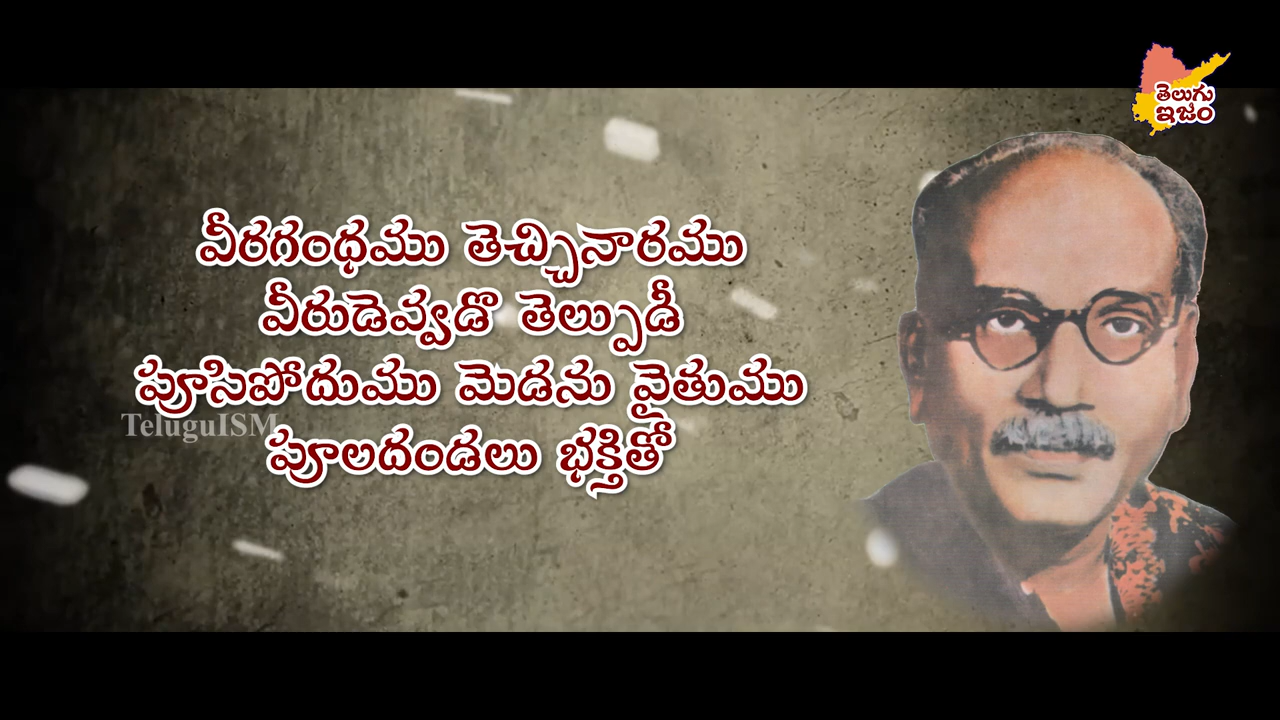 తెలుగు
ఇజం
వీరగంధము తెచ్చినారము
వీరుడెవ్వడొ తెల్పుడీ
పూసిపోదుము మెడను వైతుము
TeluguISM
పూలదండలు భక్తితో